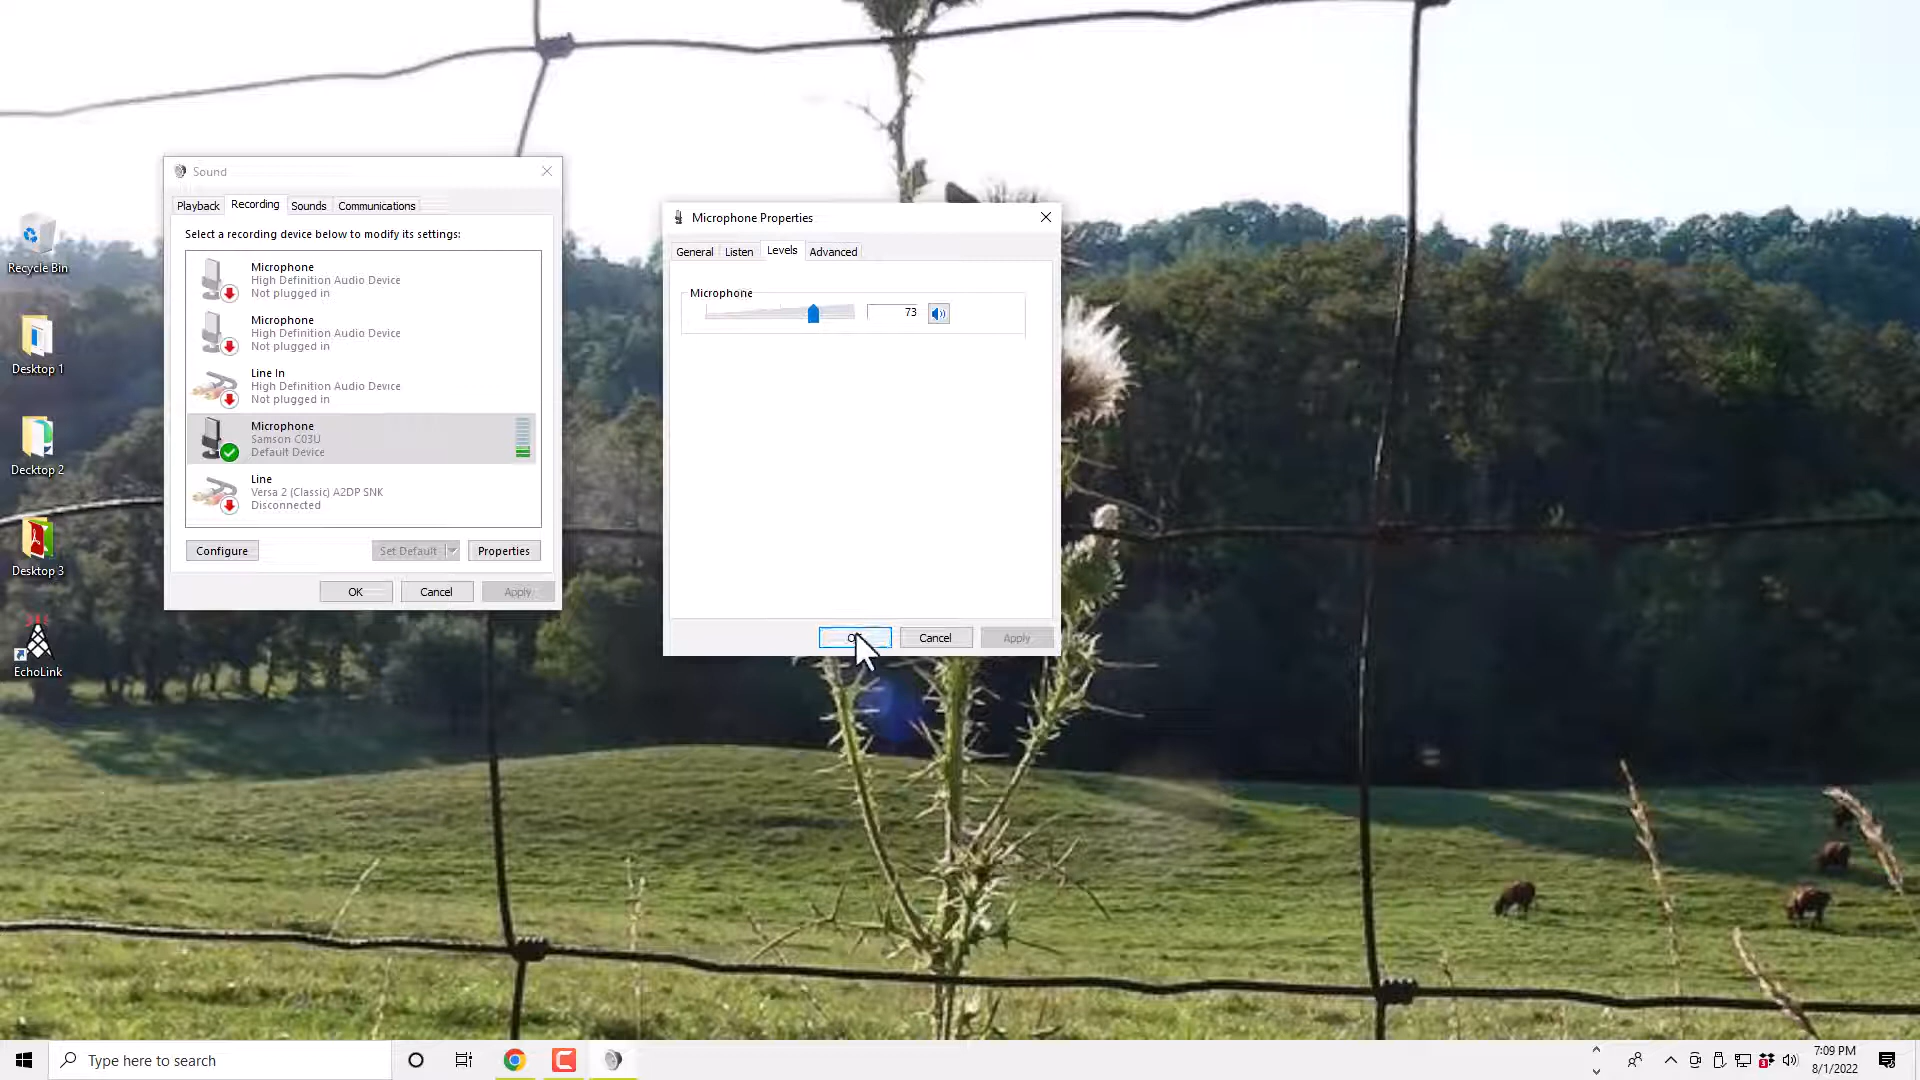 Sound
Playback
Recording
Sounds
Communications
Select a recording device below to modify its settings:
Microphone
High Definition Audio Device
Not plugged in
Microphone
High Definition Audio Device
Not plugged in
Line In
High Definition Audio Device
Not plugged in
Microphone
Samson C03U
Default Device
Line
Versa 2 (Classic) A2DP SNK
Disconnected
Configure
Set Default
Properties
OK
Cancel
Apply
Microphone Properties
General
Listen
Levels
Advanced
Microphone
73
Cancel
Apply
Recycle Bin
Desktop 1
Decktop 2
Desktop 3
EchoLink
Type here to search
7:09 PM
8/1/2022